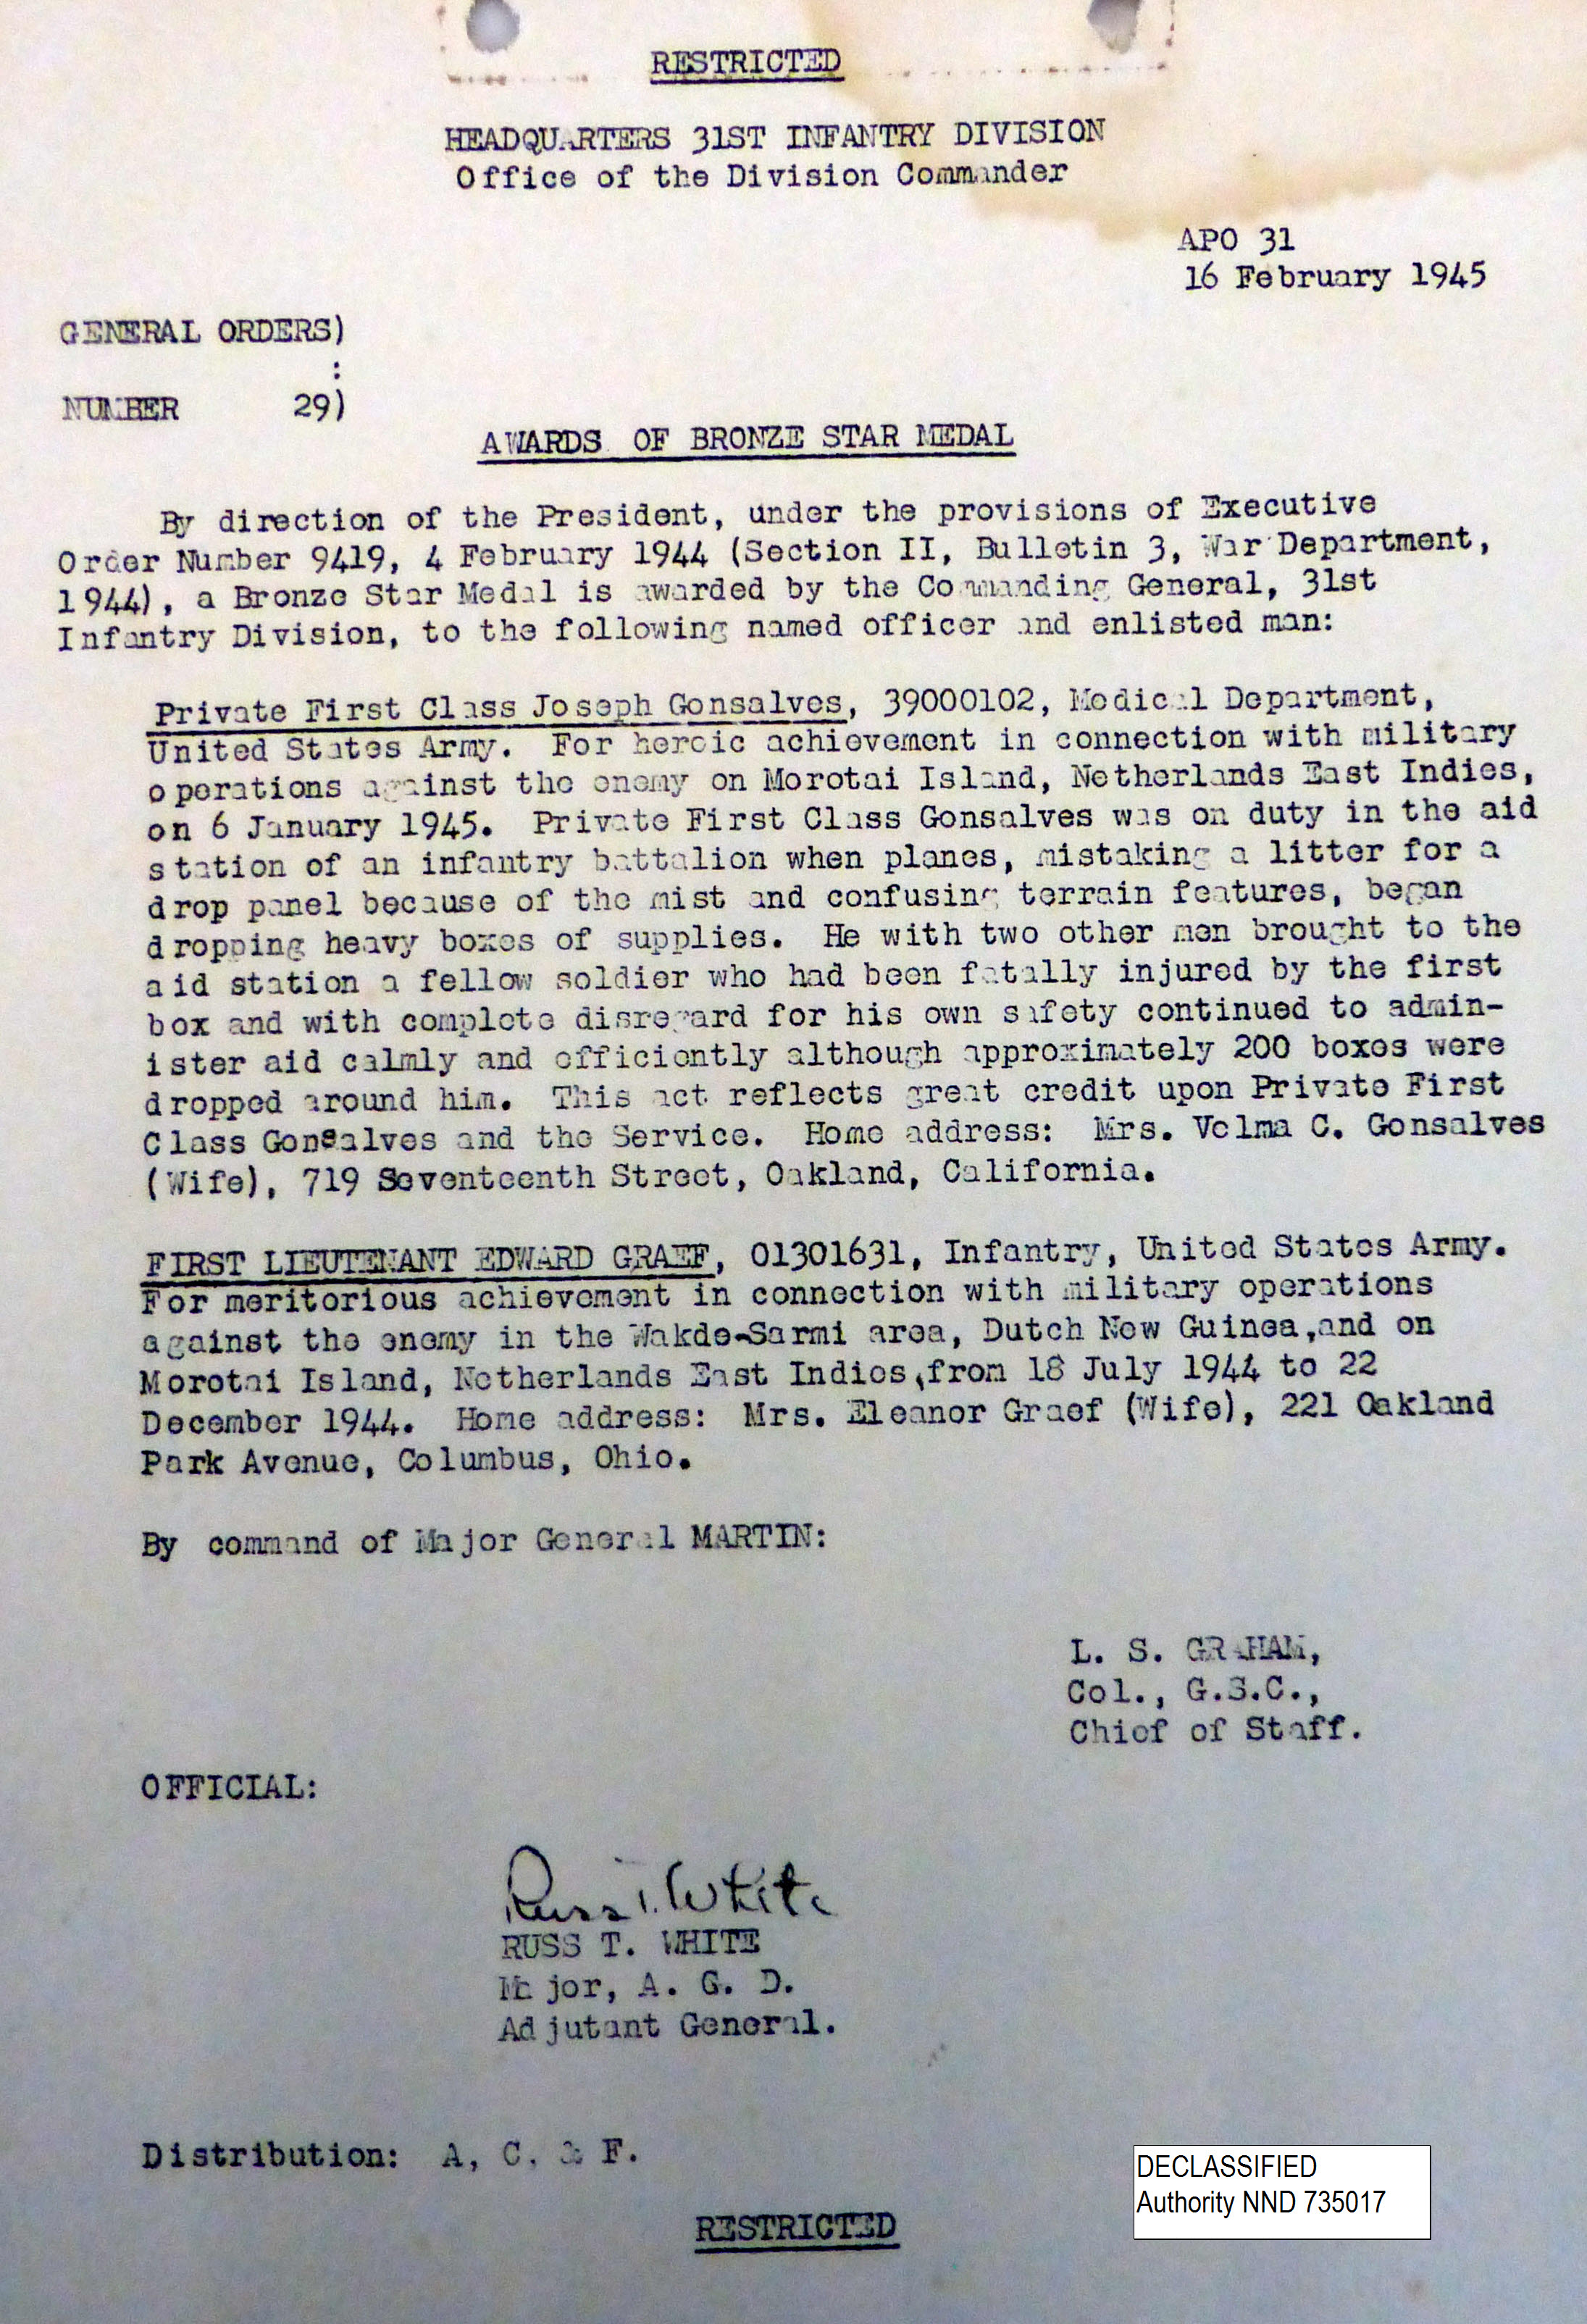 RESTRICTED
HEADQUARTERS 31ST INFANTRY DIVISION
Office of the Division Commander
APO 31
16 February 1945
GENERAL ORDERS)
:
NUMBER 29)
AWARDS OF BRONZE STAR MEDAL
By direction of the President, under the provisions of Executive
Order Number 9419, 4 February 1944 (Section II, Bulletin 3, War Department,
1944), a Bronze Star Medal is awarded by the Commanding General, 31st
Infantry Division, to the following named officer and enlisted man:
Private First Class Joseph Gonsalves, 39000102, Medical Department,
United States Army. For heroic achievement in connection with military
operations against the enemy on Morotai Island, Netherlands East Indies,
on 6 January 1945. Private First Class Gonsalves was on duty in the aid
station of an infantry battalion when planes, mistaking a litter for a
drop panel because of the mist and confusing terrain features, began
dropping heavy boxes of supplies. He with two other men brought to the
aid station a fellow soldier who had been fatally injured by the first
box and with complete disregard for his own safety continued to admin-
ister aid calmly and efficiently although approximately 200 boxes were
dropped around him. This act reflects great credit upon Private First
Class Gonsalves and the Service. Home address: Mrs. Velma C. Gonsalves
(Wife), 719 Seventeenth Street, Oakland, California.
FIRST LIEUTENANT EDWARD GRAEF, 01301631, Infantry, United States Army.
For meritorious achievement in connection with military operations
against the enemy in the Wakde-Sarmi area, Dutch New Guinea,and on
Morotai Island, Netherlands East Indies,from 18 July 1944 to 22
December 1944. Home address: Mrs. Eleanor Graef (Wife), 221 Oakland
Park Avenue, Columbus, Ohio.
By command of Major General MARTIN:
L. S. GRAHAM,
Col., G.S.C.,
Chief of Staff.
OFFICIAL:
Russ T. White
RUSS T. WHITE
Major, A. G. D.
Adjutant General.
Distribution: A, C, & F.
DECLASSIFIED
Authority NND 735017
RESTRICTED